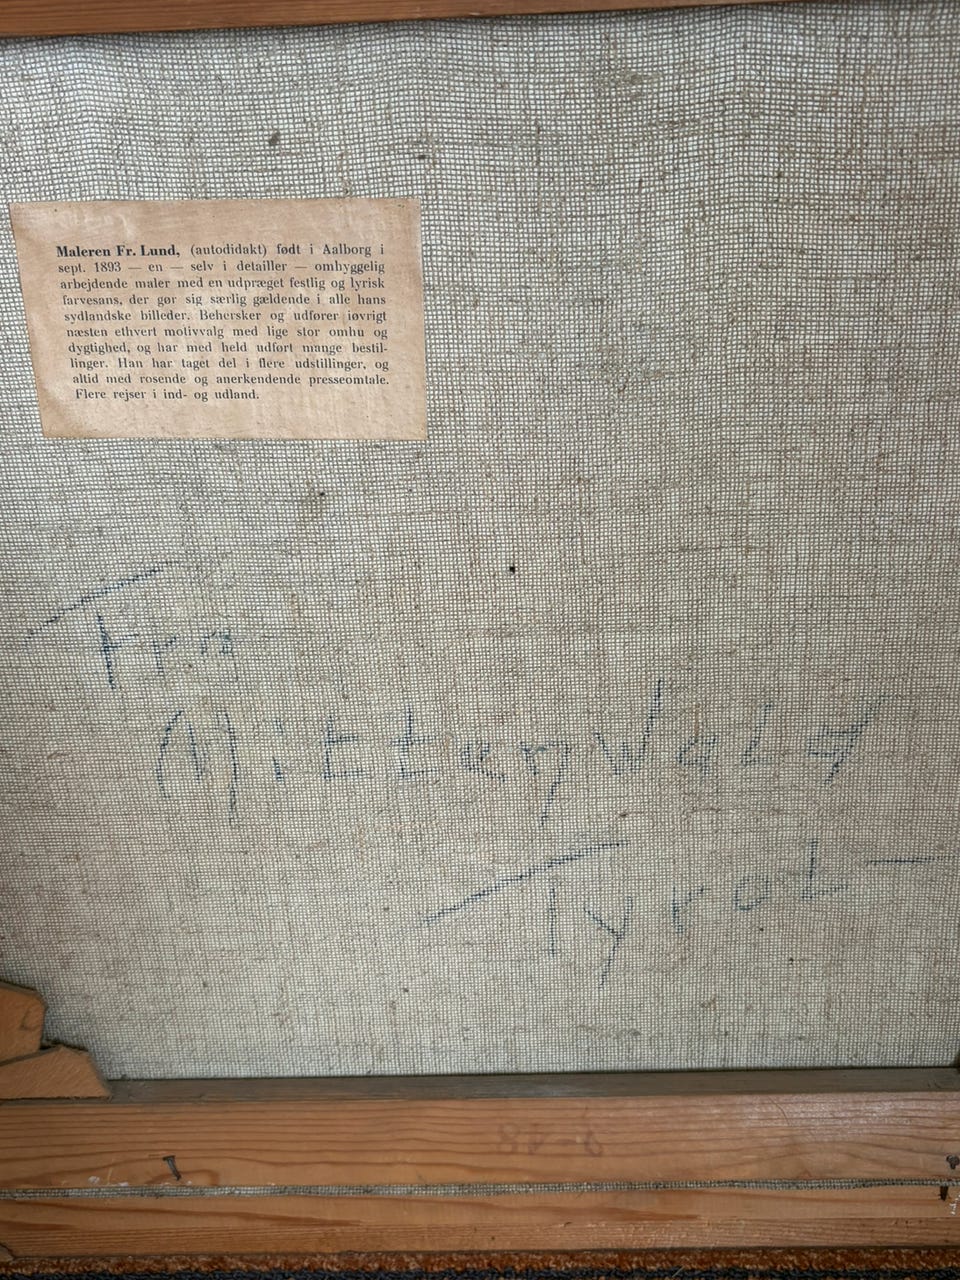 Maleren Fr. Lund, (autodidakt) født i Aalborg i
sept. 1893 — en — selv i detailler — omhyggelig
arbejdende maler med en udpræget festlig og lyrisk
farvesans, der gør sig særlig gældende i alle hans
sydlandske billeder. Behersker og udfører iøvrigt
næsten ethvert motivvalg med lige stor omhu og
dygtighed, og har med held udført mange bestil-
linger. Han har taget del i flere udstillinger, og
altid med rosende og anerkendende presseomtale.
Flere rejser i ind- og udland.
Fra
Mittenwald
Tyrol